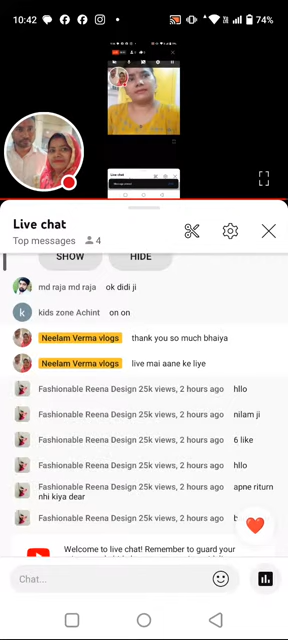 10:42
74%
Live chat
Top messages 4
SHOW HIDE
md raja md raja ok didi ji
k kids zone Achint on on
Neelam Verma vlogs thank you so much bhaiya
Neelam Verma vlogs live mai aane ke liye
Fashionable Reena Design 25k views, 2 hours ago hllo
Fashionable Reena Design 25k views, 2 hours ago nilam ji
Fashionable Reena Design 25k views, 2 hours ago 6 like
Fashionable Reena Design 25k views, 2 hours ago hllo
Fashionable Reena Design 25k views, 2 hours ago apne riturn
nhi kiya dear
Fashionable Reena Design 25k views, 2 hours ago
Welcome to live chat! Remember to guard your
Chat...